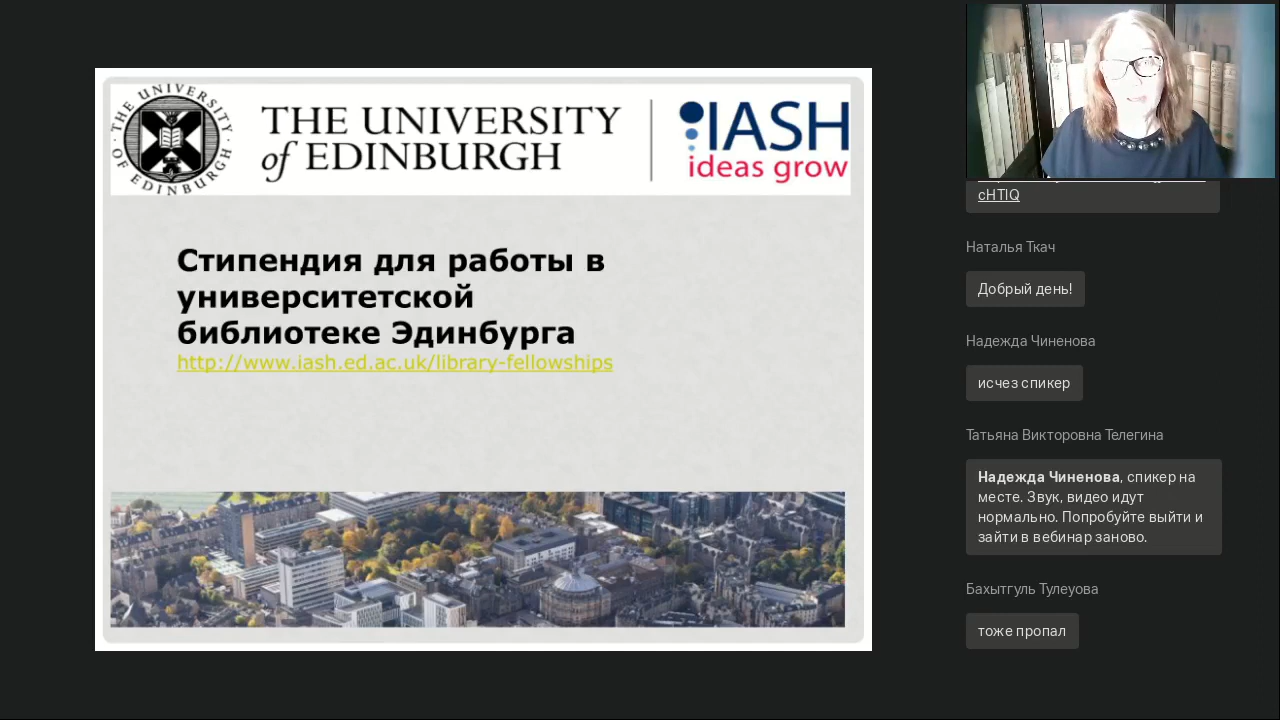 THE UNIVERSITY OF EDINBURGH
THE UNIVERSITY
of EDINBURGH
IASH
ideas grow
Стипендия для работы в
университетской
библиотеке Эдинбурга
http://www.iash.ed.ac.uk/library-fellowships
cHTIQ
Наталья Ткач
Добрый день!
Надежда Чиненова
исчез спикер
Татьяна Викторовна Телегина
Надежда Чиненова, спикер на
месте. Звук, видео идут
нормально. Попробуйте выйти и
зайти в вебинар заново.
Бахытгуль Тулеуова
тоже пропал